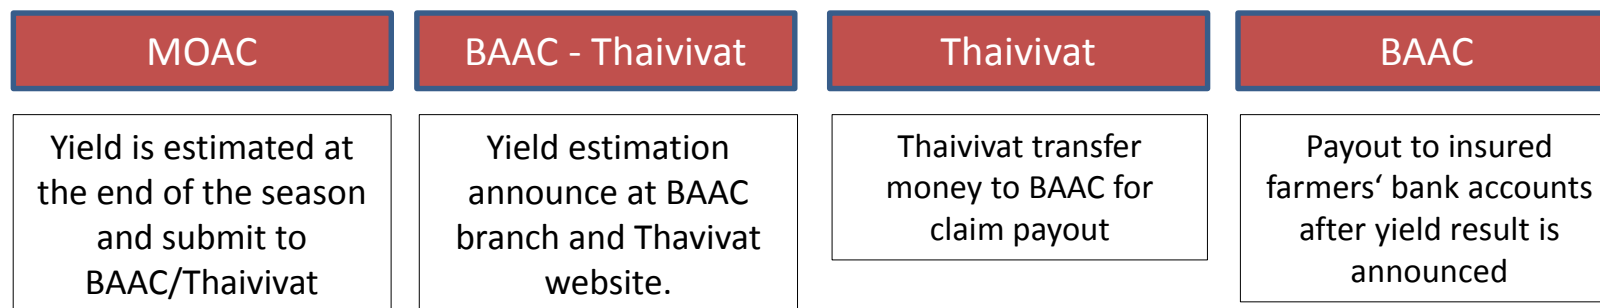 MOAC
Yield is estimated at
the end of the season
and submit to
BAAC/Thaivivat
BAAC - Thaivivat
Yield estimation
announce at BAAC
branch and Thavivat
website.
Thaivivat
Thaivivat transfer
money to BAAC for
claim payout
BAAC
Payout to insured
farmers‘ bank accounts
after yield result is
announced